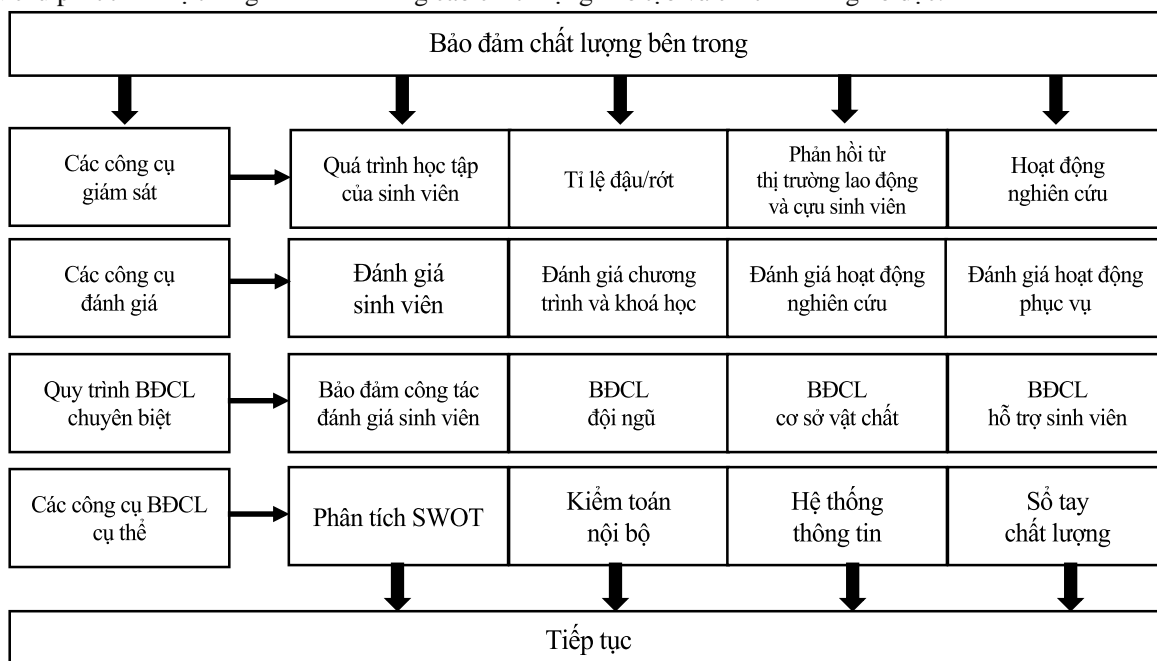 Bảo đảm chất lượng bên trong
Các công cụ
giám sát
Quá trình học tập
của sinh viên
Tỉ lệ đậu/rớt
Phản hồi từ
thị trường lao động
và cựu sinh viên
Hoạt động
nghiên cứu
Các công cụ
đánh giá
Đánh giá
sinh viên
Đánh giá chương
trình và khoá học
Đánh giá hoạt động
nghiên cứu
Đánh giá hoạt động
phục vụ
Quy trình BĐCL
chuyên biệt
Bảo đảm công tác
đánh giá sinh viên
BĐCL
đội ngũ
BĐCL
cơ sở vật chất
BĐCL
hỗ trợ sinh viên
Các công cụ BĐCL
cụ thể
Phân tích SWOT
Kiểm toán
nội bộ
Hệ thống
thông tin
Sổ tay
chất lượng
Tiếp tục